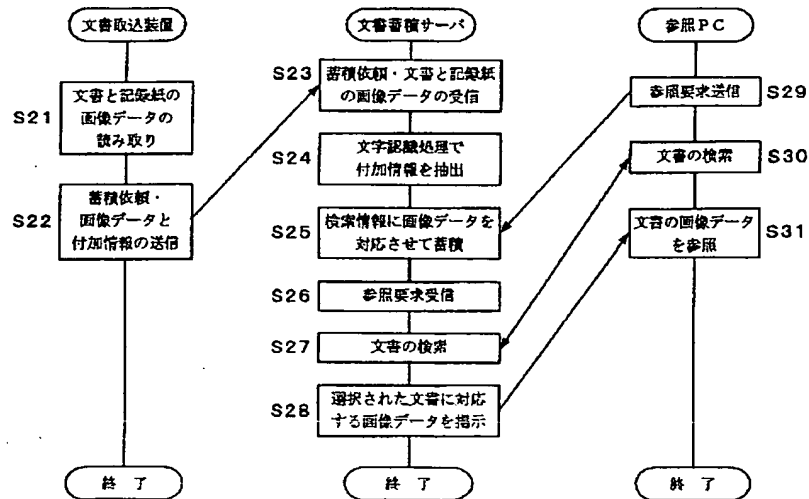 文書取込装置
S21
文書と記録紙の
画像データの
読み取り
S22
蓄積依頼・
画像データと
付加情報の送信
終 了
文書蓄積サーバ
S23
蓄積依頼・文書と記録紙
の画像データの受信
S24
文字認識処理で
付加情報を抽出
S25
検索情報に画像データを
対応させて蓄積
S26
参照要求受信
S27
文書の検索
S28
選択された文書に対応
する画像データを掲示
終 了
参照PC
参照要求送信
S29
文書の検索
S30
文書の画像データ
を参照
S31
終 了